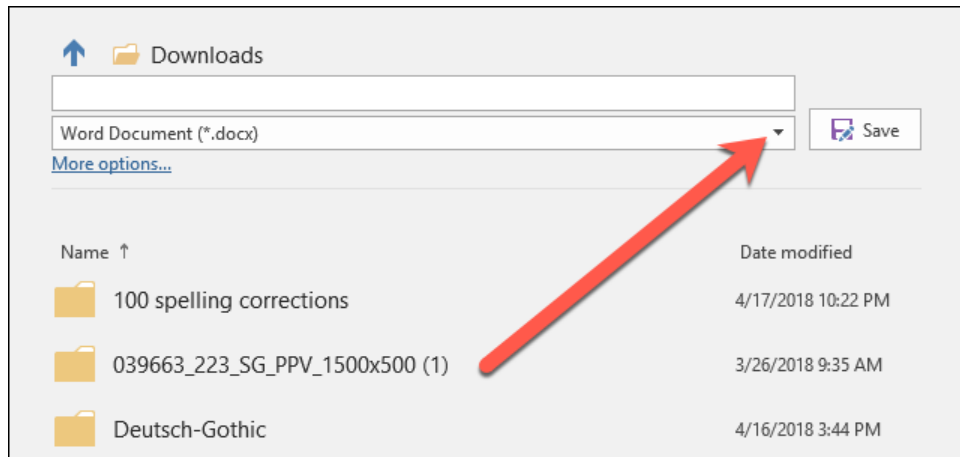 Downloads
Word Document (*.docx)
Save
More options...
Name ↑ Date modified
100 spelling corrections 4/17/2018 10:22 PM
039663_223_SG_PPV_1500x500 (1) 3/26/2018 9:35 AM
Deutsch-Gothic 4/16/2018 3:44 PM